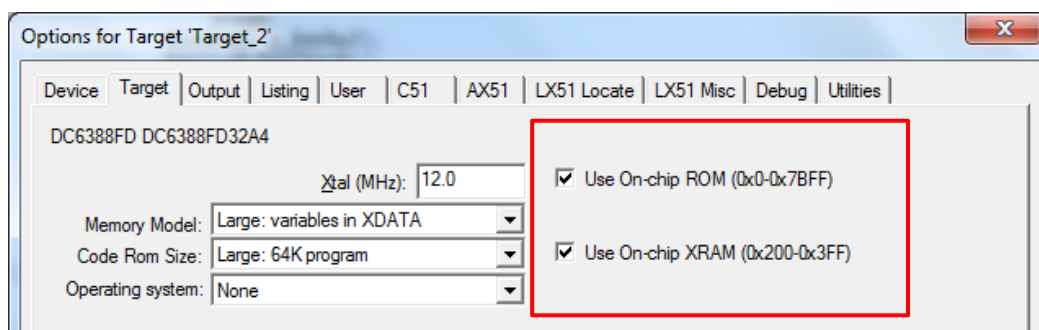 Options for Target 'Target_2'
Device Target Output Listing User C51 AX51 LX51 Locate LX51 Misc Debug Utilities
DC6388FD DC6388FD32A4
Xtal (MHz): 12.0
Use On-chip ROM (0x0-0x7BFF)
Memory Model: Large: variables in XDATA
Code Rom Size: Large: 64K program
Use On-chip XRAM (0x200-0x3FF)
Operating system: None